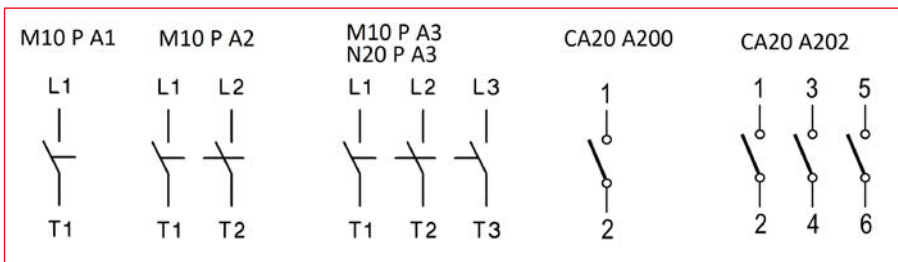 M10 P A1
L1
T1
M10 P A2
L1 L2
T1 T2
M10 P A3
N20 P A3
L1 L2 L3
T1 T2 T3
CA20 A200
1
2
CA20 A202
1 3 5
2 4 6